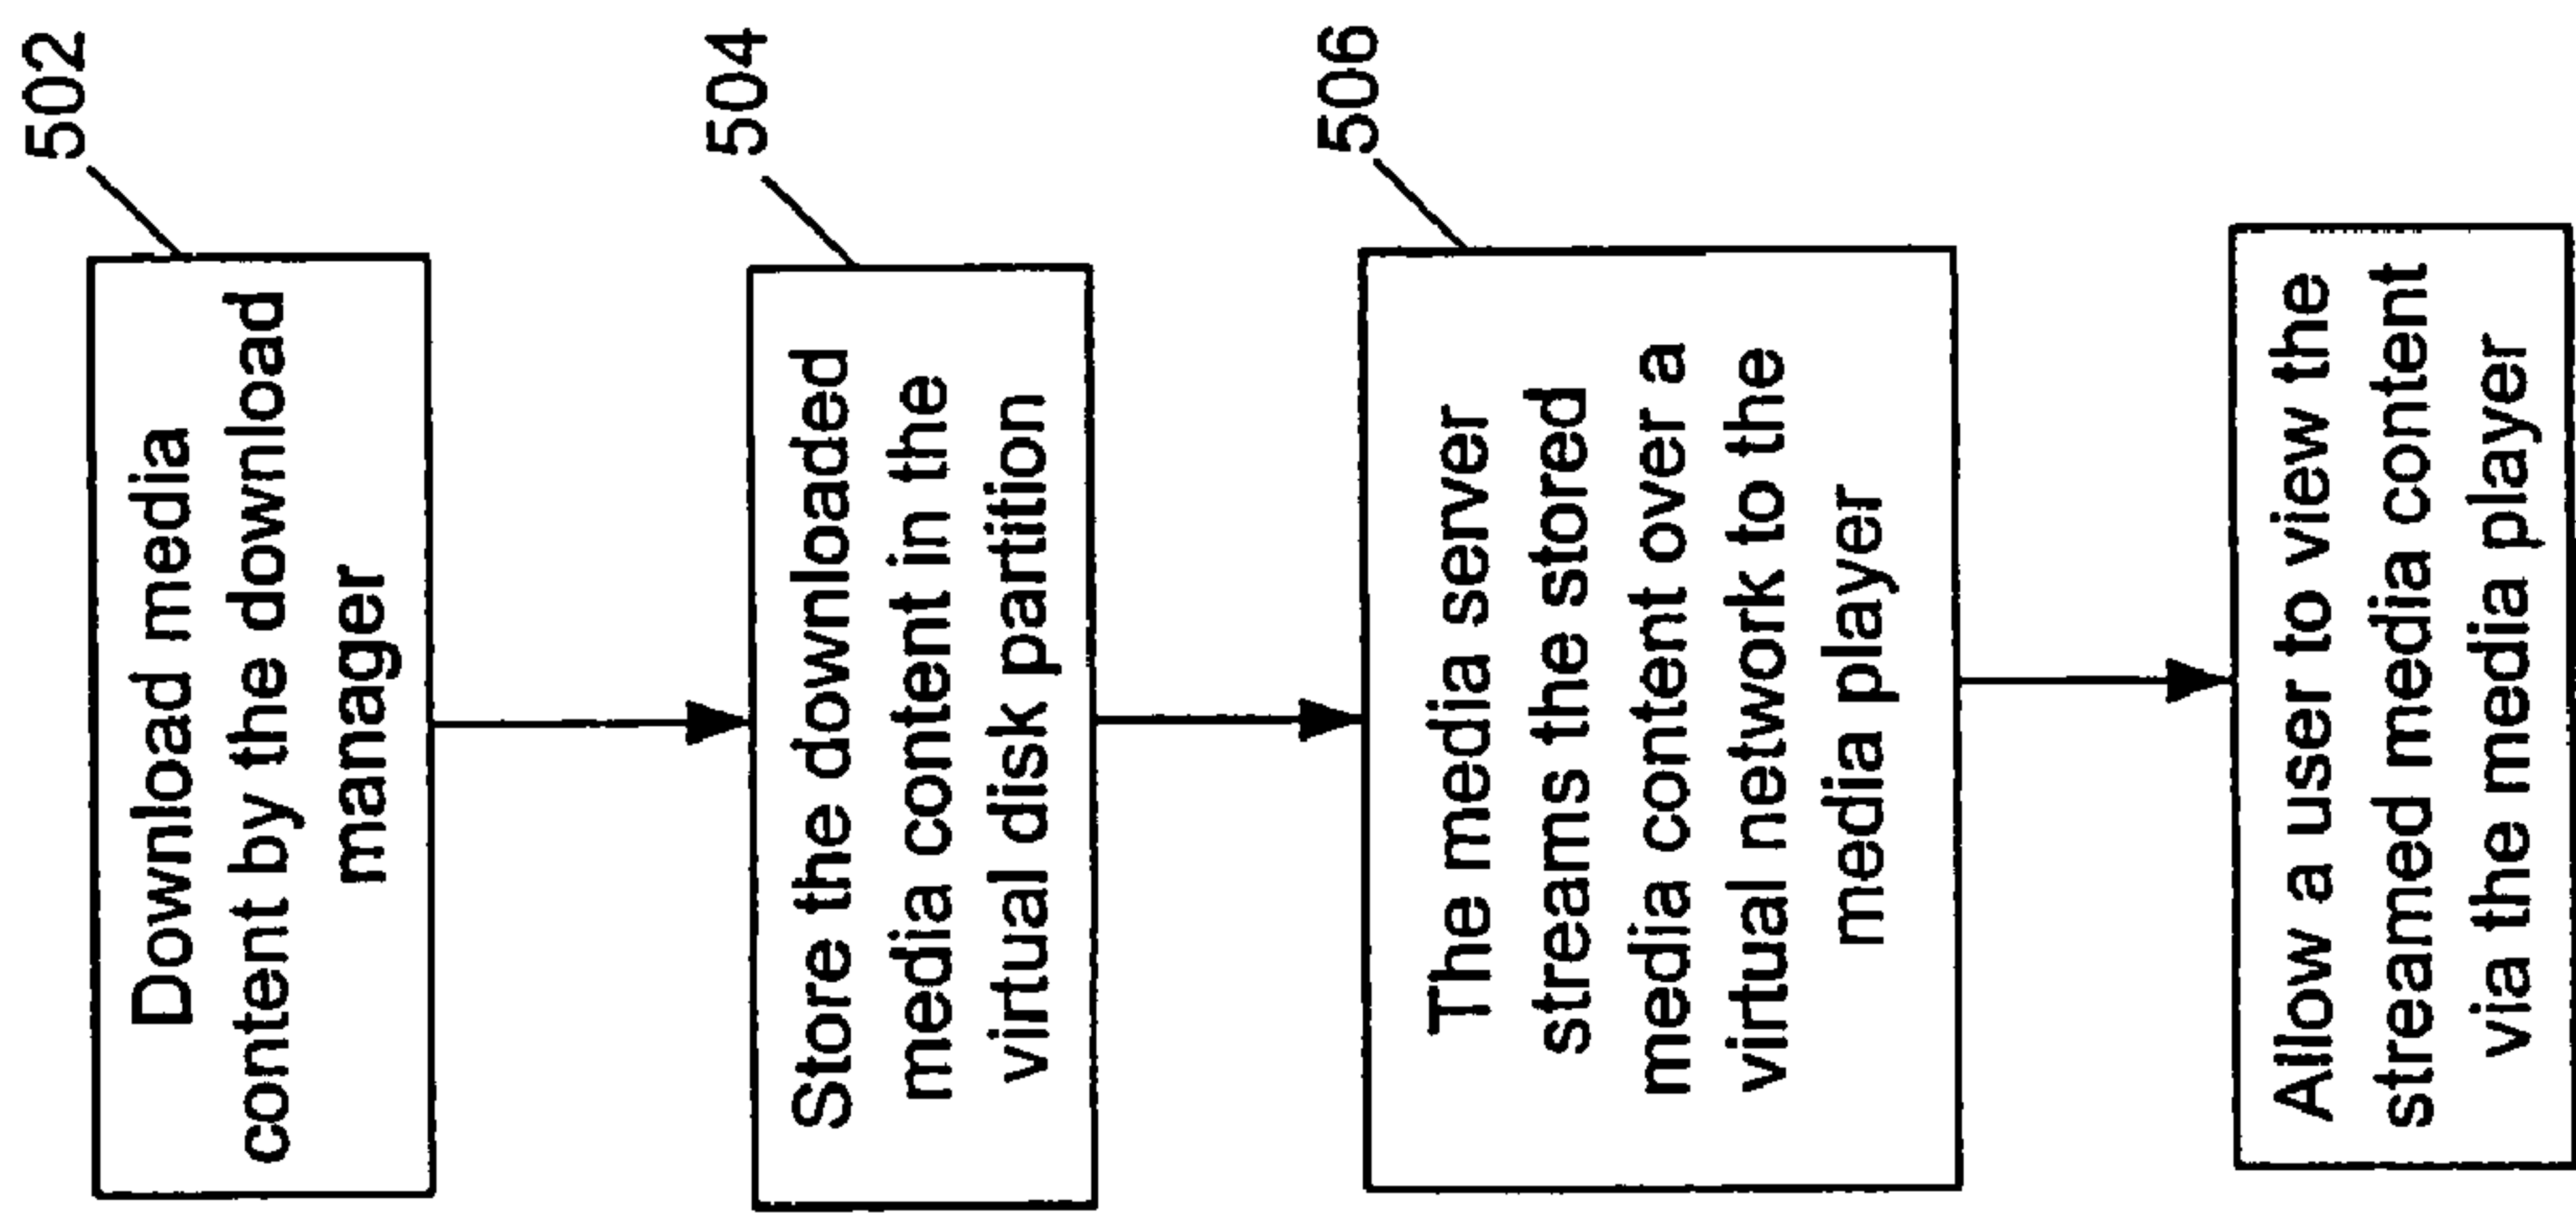 502
Download media
content by the download
manager
504
Store the downloaded
media content in the
virtual disk partition
506
The media server
streams the stored
media content over a
virtual network to the
media player
Allow a user to view the
streamed media content
via the media player